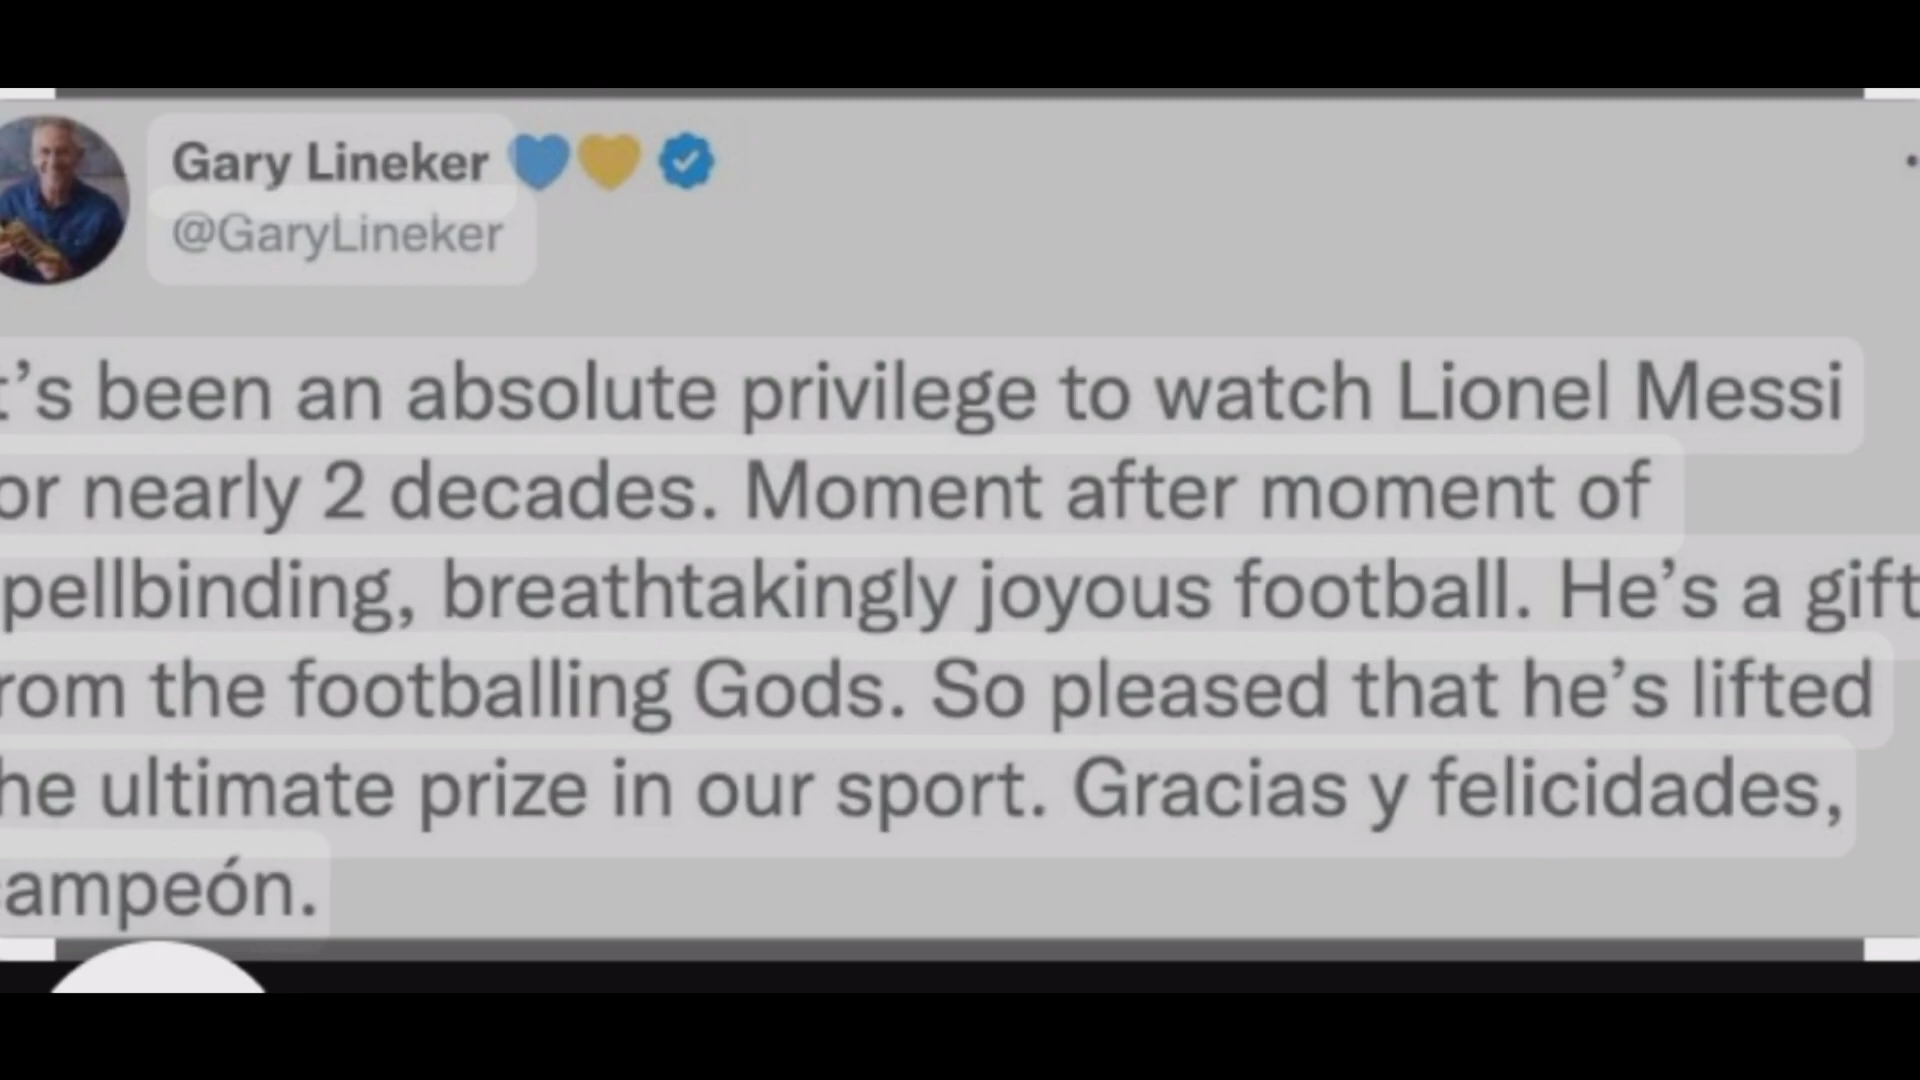 Gary Lineker 💙💛
@GaryLineker
t’s been an absolute privilege to watch Lionel Messi
or nearly 2 decades. Moment after moment of
pellbinding, breathtakingly joyous football. He’s a gift
rom the footballing Gods. So pleased that he’s lifted
he ultimate prize in our sport. Gracias y felicidades,
campeón.